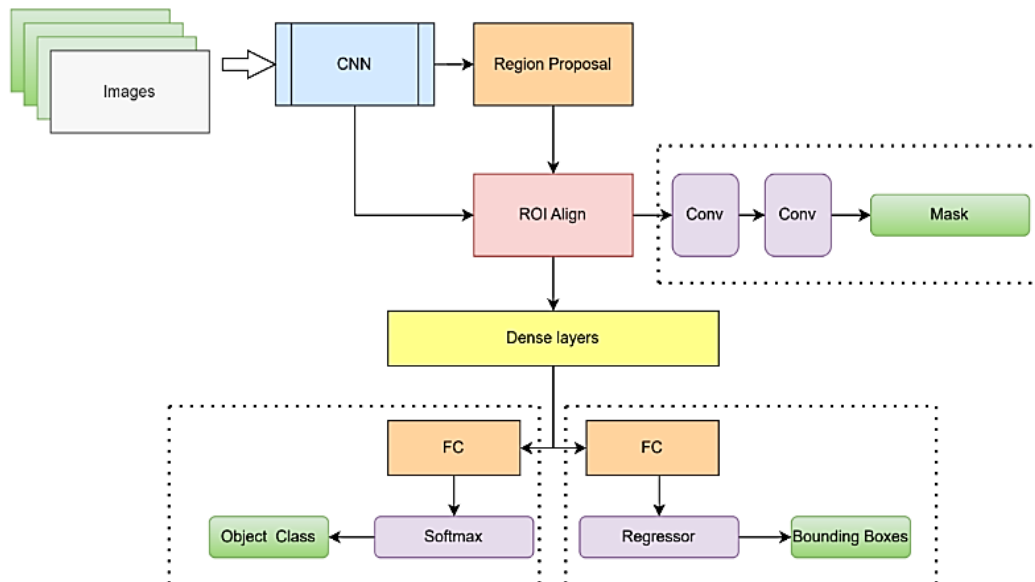 Images
CNN
Region Proposal
ROI Align
Conv
Conv
Mask
Dense layers
FC
FC
Object Class
Softmax
Regressor
Bounding Boxes